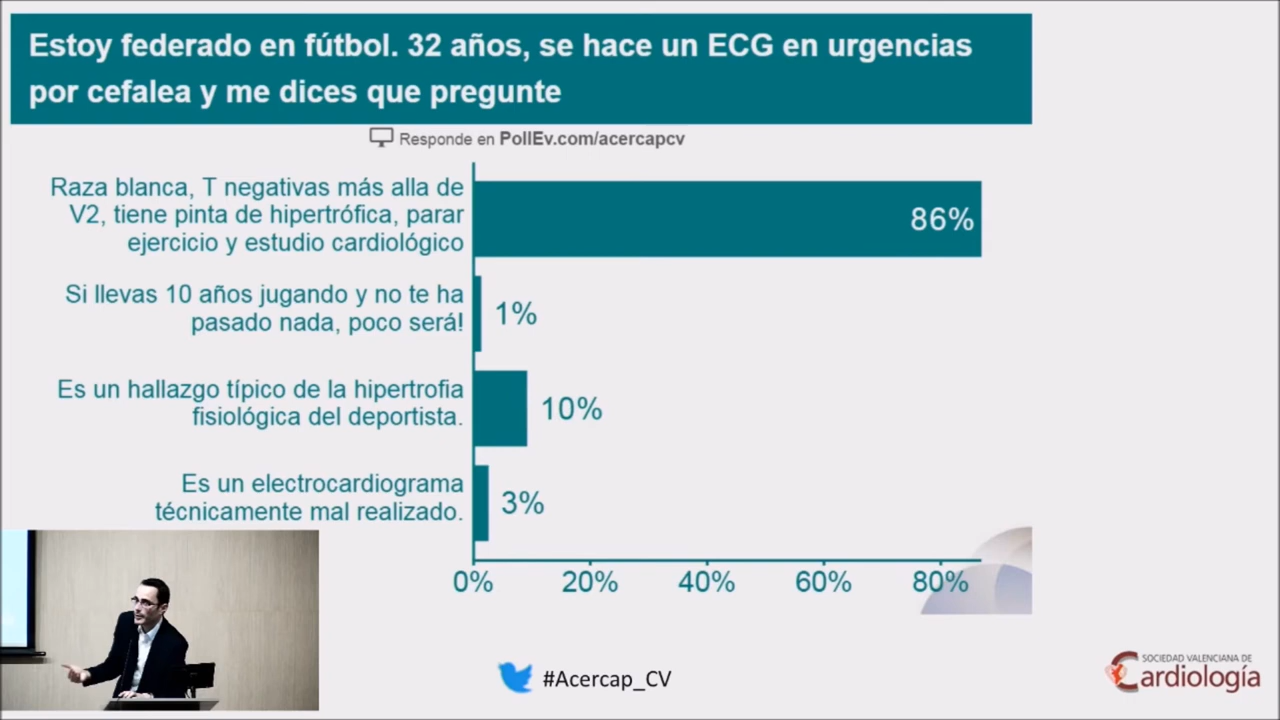 Estoy federado en fútbol. 32 años, se hace un ECG en urgencias
por cefalea y me dices que pregunte
Responde en PollEv.com/acercapcv
Raza blanca, T negativas más alla de
V2, tiene pinta de hipertrófica, parar
ejercicio y estudio cardiológico
86%
Si llevas 10 años jugando y no te ha
pasado nada, poco será!
1%
Es un hallazgo típico de la hipertrofia
fisiológica del deportista.
10%
Es un electrocardiograma
técnicamente mal realizado.
3%
0% 20% 40% 60% 80%
#Acercap_CV
SOCIEDAD VALENCIANA DE
Cardiología